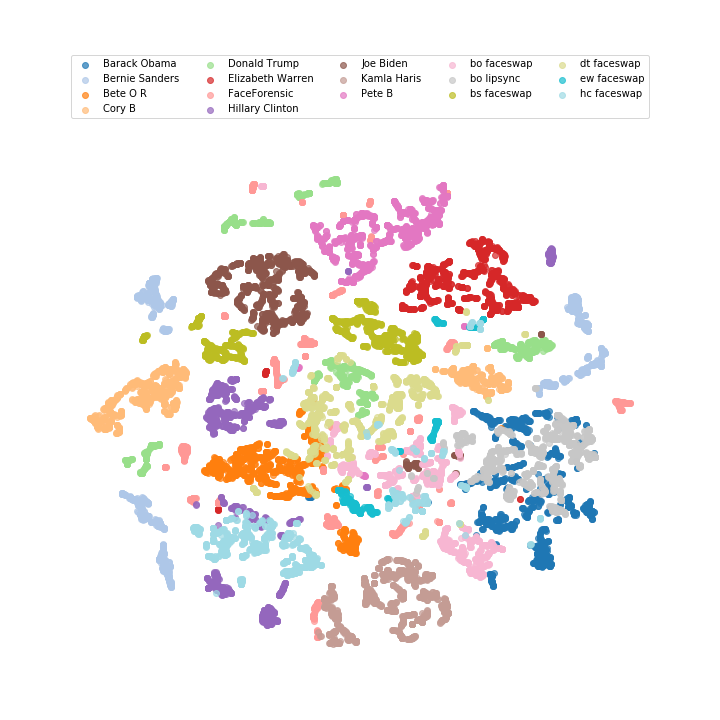 Barack Obama Donald Trump Joe Biden bo faceswap dt faceswap
Bernie Sanders Elizabeth Warren Kamla Haris bo lipsync ew faceswap
Bete O R FaceForensic Pete B bs faceswap hc faceswap
Cory B Hillary Clinton